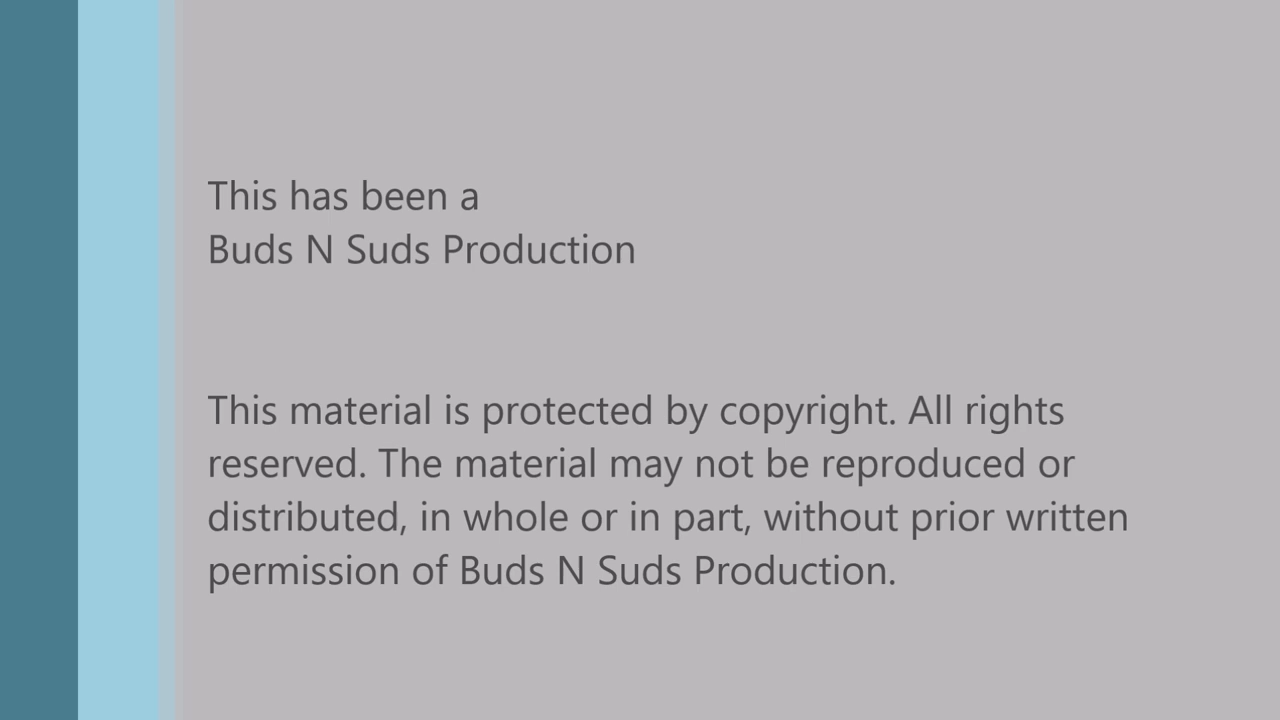 This has been a
Buds N Suds Production
This material is protected by copyright. All rights
reserved. The material may not be reproduced or
distributed, in whole or in part, without prior written
permission of Buds N Suds Production.